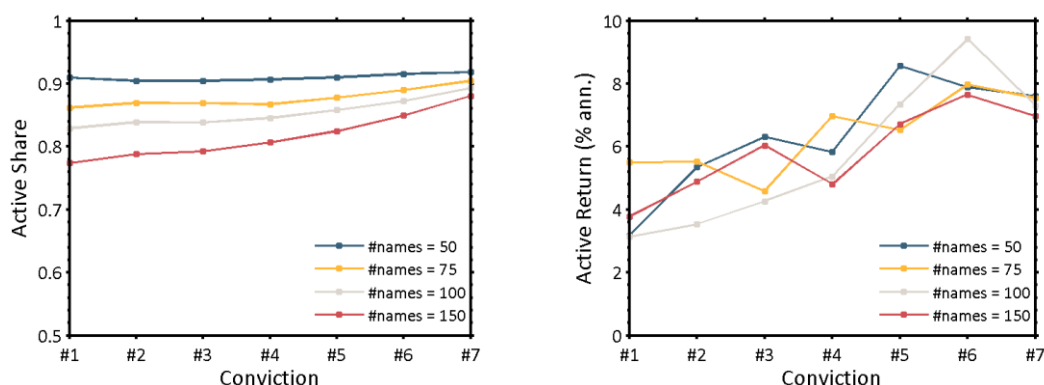 1
0.9
0.8
0.7
0.6
0.5
Active Share
#names = 50
#names = 75
#names = 100
#names = 150
#1 #2 #3 #4 #5 #6 #7
Conviction
10
8
6
4
2
0
Active Return (% ann.)
#names = 50
#names = 75
#names = 100
#names = 150
#1 #2 #3 #4 #5 #6 #7
Conviction